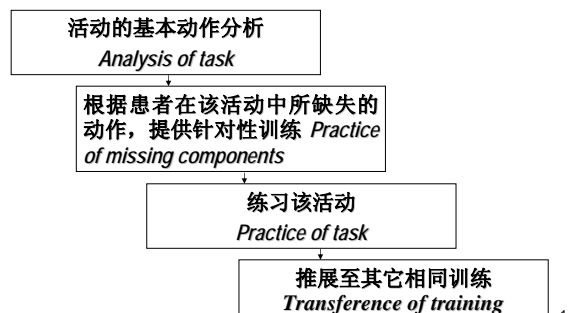 活动的基本动作分析
Analysis of task
根据患者在该活动中所缺失的
动作，提供针对性训练 Practice
of missing components
练习该活动
Practice of task
推展至其它相同训练
Transference of training